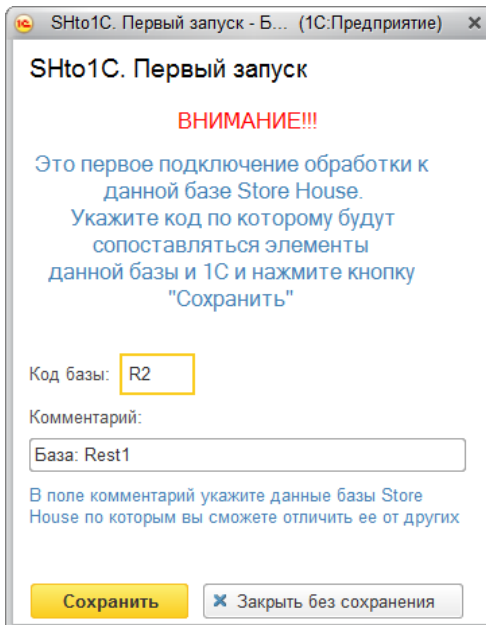 SHto1C. Первый запуск - Б... (1С:Предприятие)
SHto1C. Первый запуск
ВНИМАНИЕ!!!
Это первое подключение обработки к
данной базе Store House.
Укажите код по которому будут
сопоставляться элементы
данной базы и 1С и нажмите кнопку
"Сохранить"
Код базы: R2
Комментарий:
База: Rest1
В поле комментарий укажите данные базы Store
House по которым вы сможете отличить ее от других
Сохранить Закрыть без сохранения